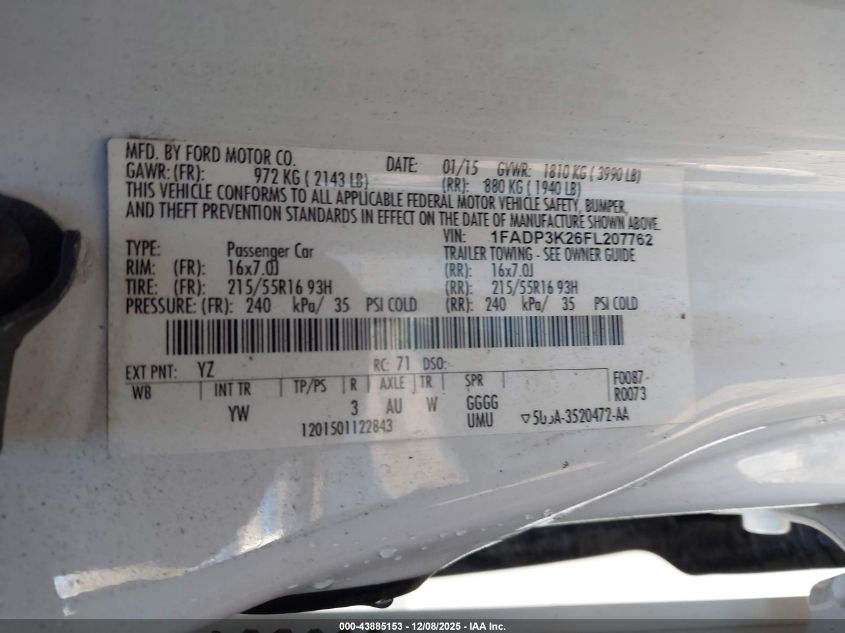 MFD. BY FORD MOTOR CO. DATE: 01/15 GVWR: 1810 KG ( 3990 LB)
GAWR: (FR): 972 KG ( 2143 LB) (RR): 880 KG ( 1940 LB)
THIS VEHICLE CONFORMS TO ALL APPLICABLE FEDERAL MOTOR VEHICLE SAFETY, BUMPER,
AND THEFT PREVENTION STANDARDS IN EFFECT ON THE DATE OF MANUFACTURE SHOWN ABOVE.
VIN: 1FADP3K26FL207762
TYPE: Passenger Car TRAILER TOWING - SEE OWNER GUIDE
RIM: (FR): 16x7.0J (RR): 16x7.0J
TIRE: (FR): 215/55R16 93H (RR): 215/55R16 93H
PRESSURE: (FR): 240 kPa/ 35 PSI COLD (RR): 240 kPa/ 35 PSI COLD
EXT PNT: YZ RC: 71 DSO: F0087-
WB INT TR TP/PS R AXLE TR SPR R0073
YW 3 AU W GGGG
1201501122843 UMU A-3520472-AA
000-43885153 - 12/08/2025 - IAA Inc.